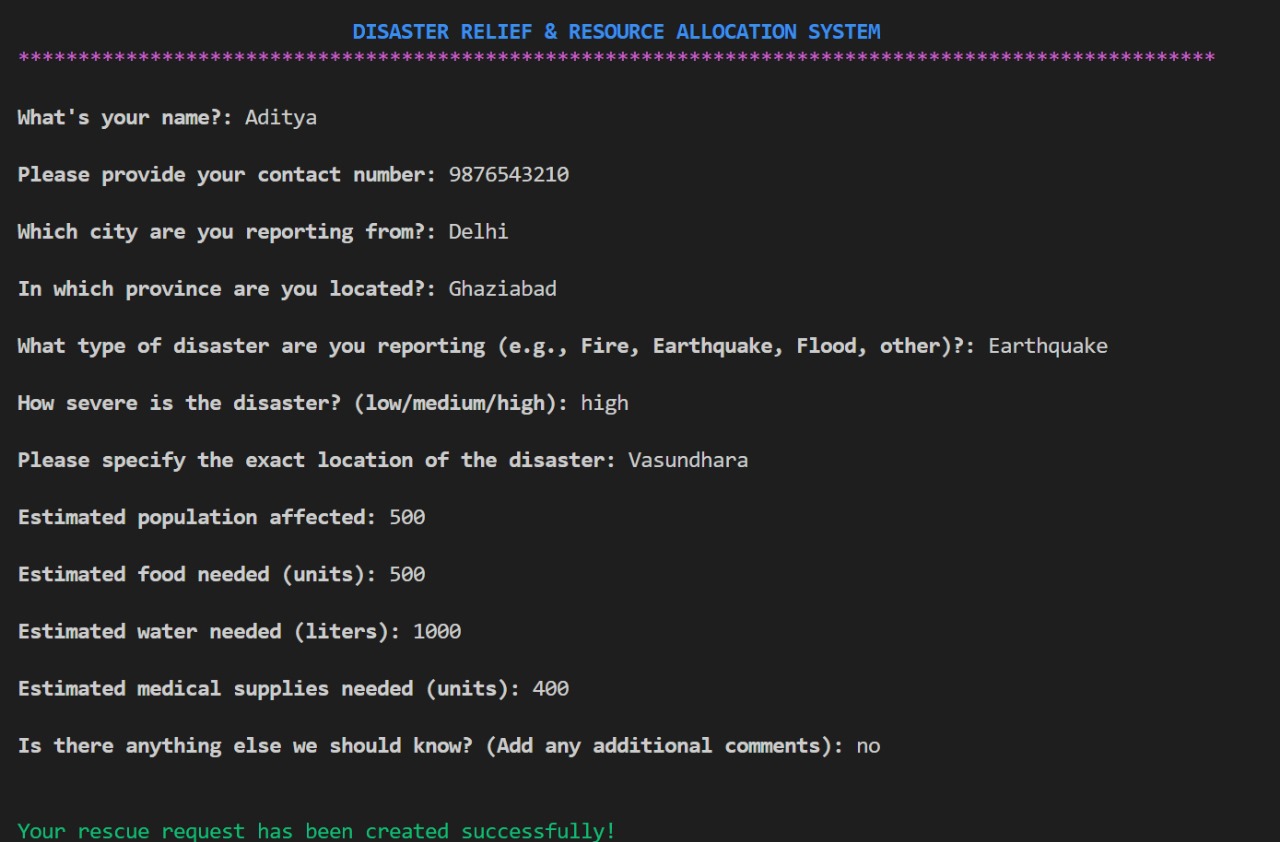 DISASTER RELIEF & RESOURCE ALLOCATION SYSTEM
****************************************************************************************************
What's your name?: Aditya
Please provide your contact number: 9876543210
Which city are you reporting from?: Delhi
In which province are you located?: Ghaziabad
What type of disaster are you reporting (e.g., Fire, Earthquake, Flood, other)?: Earthquake
How severe is the disaster? (low/medium/high): high
Please specify the exact location of the disaster: Vasundhara
Estimated population affected: 500
Estimated food needed (units): 500
Estimated water needed (liters): 1000
Estimated medical supplies needed (units): 400
Is there anything else we should know? (Add any additional comments): no
Your rescue request has been created successfully!